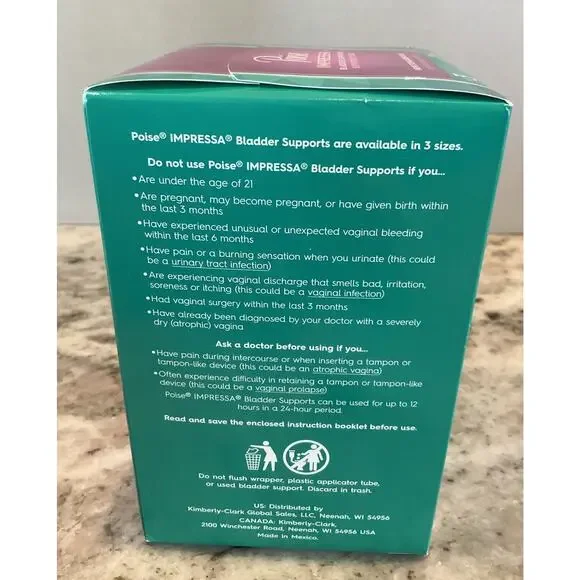 Poise
IMPRESSA
Poise® IMPRESSA® Bladder Supports are available in 3 sizes.
Do not use Poise® IMPRESSA® Bladder Supports if you...
•Are under the age of 21
•Are pregnant, may become pregnant, or have given birth within
the last 3 months
•Have experienced unusual or unexpected vaginal bleeding
within the last 6 months
•Have pain or a burning sensation when you urinate (this could
be a urinary tract infection)
•Are experiencing vaginal discharge that smells bad, irritation,
soreness or itching (this could be a vaginal infection)
•Had vaginal surgery within the last 3 months
•Have already been diagnosed by your doctor with a severely
dry (atrophic) vagina
Ask a doctor before using if you...
•Have pain during intercourse or when inserting a tampon or
tampon-like device (this could be an atrophic vagina)
•Often experience difficulty in retaining a tampon or tampon-like
device (this could be a vaginal prolapse)
Poise® IMPRESSA® Bladder Supports can be used for up to 12
hours in a 24-hour period.
Read and save the enclosed instruction booklet before use.
Do not flush wrapper, plastic applicator tube,
or used bladder support. Discard in trash.
US: Distributed by
Kimberly-Clark Global Sales, LLC, Neenah, WI 54956
CANADA: Kimberly-Clark,
2100 Winchester Road, Neenah, WI 54956 USA
Made in Mexico.